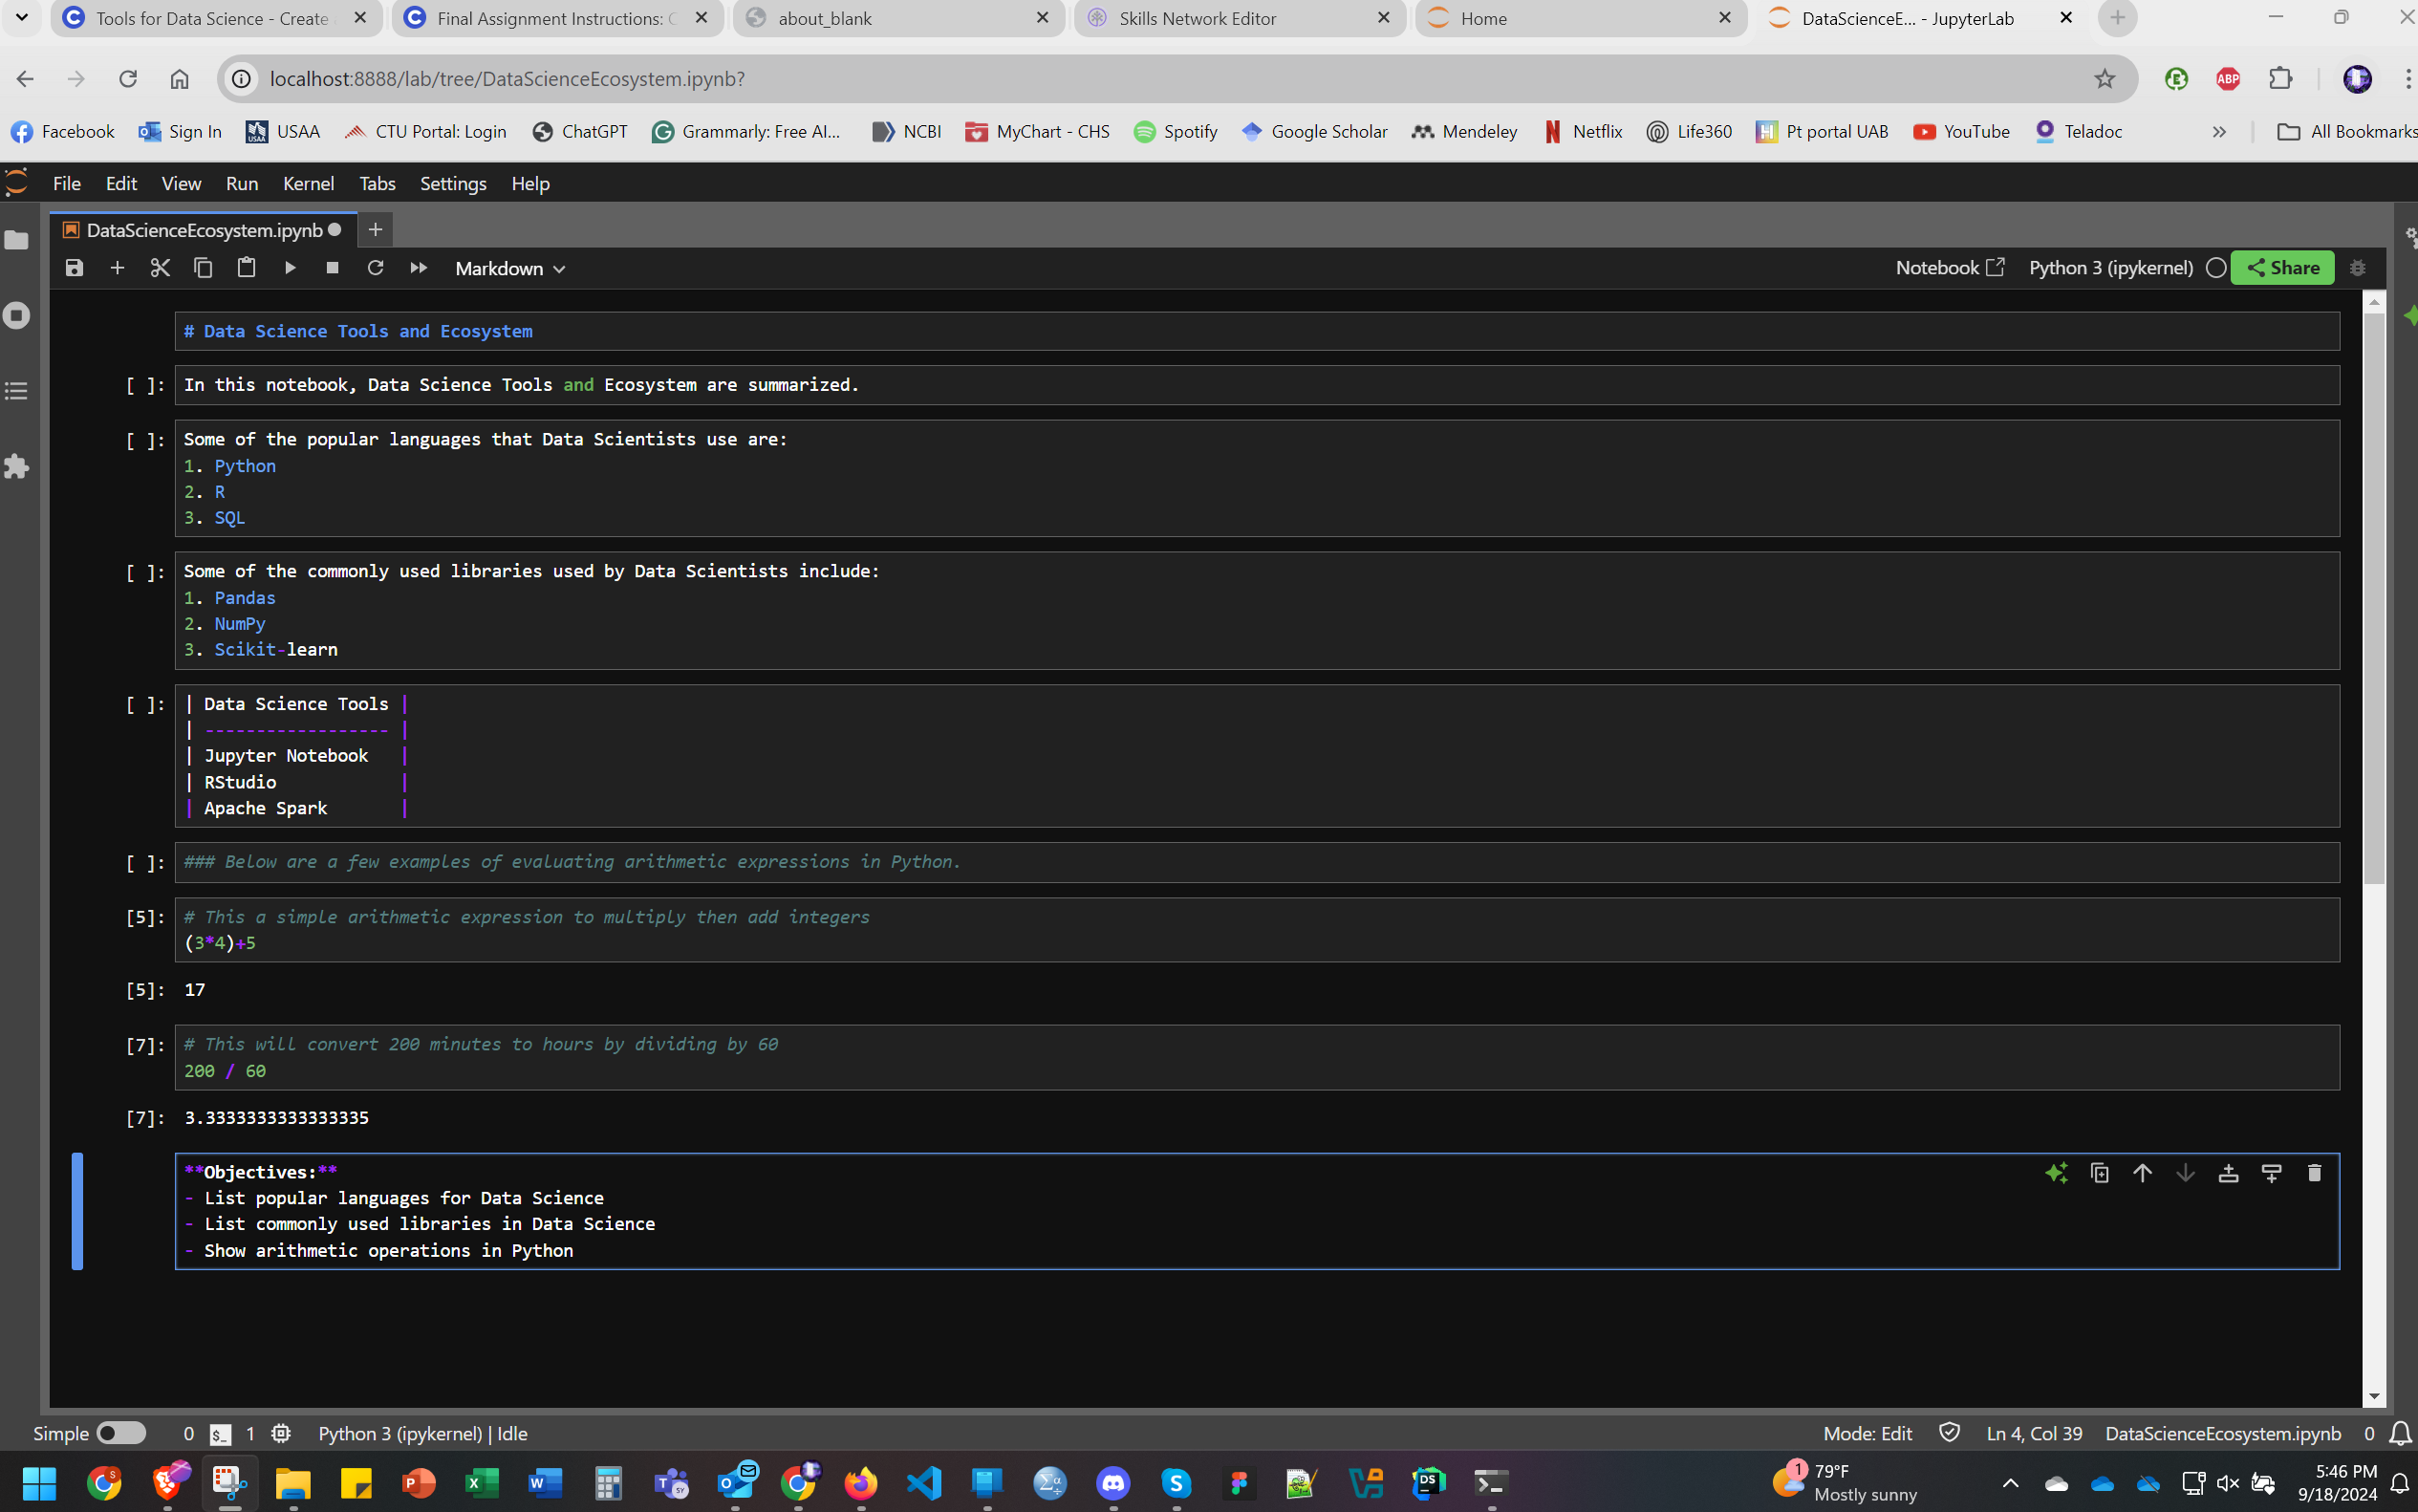 Tools for Data Science - Create
Final Assignment Instructions: C
about_blank
Skills Network Editor
Home
DataScienceE... - JupyterLab
localhost:8888/lab/tree/DataScienceEcosystem.ipynb?
ABP
Facebook
Sign In
USAA
CTU Portal: Login
ChatGPT
Grammarly: Free AI...
NCBI
MyChart - CHS
Spotify
Google Scholar
Mendeley
Netflix
Life360
Pt portal UAB
YouTube
Teladoc
All Bookmarks
File Edit View Run Kernel Tabs Settings Help
DataScienceEcosystem.ipynb
Markdown
Notebook
Python 3 (ipykernel)
Share
# Data Science Tools and Ecosystem
[ ]: In this notebook, Data Science Tools and Ecosystem are summarized.
[ ]: Some of the popular languages that Data Scientists use are:
1. Python
2. R
3. SQL
[ ]: Some of the commonly used libraries used by Data Scientists include:
1. Pandas
2. NumPy
3. Scikit-learn
[ ]: | Data Science Tools |
| ------------------ |
| Jupyter Notebook |
| RStudio |
| Apache Spark |
[ ]: ### Below are a few examples of evaluating arithmetic expressions in Python.
[5]: # This a simple arithmetic expression to multiply then add integers
(3*4)+5
[5]: 17
[7]: # This will convert 200 minutes to hours by dividing by 60
200 / 60
[7]: 3.3333333333333335
**Objectives:**
- List popular languages for Data Science
- List commonly used libraries in Data Science
- Show arithmetic operations in Python
Simple
0
1
Python 3 (ipykernel) | Idle
Mode: Edit
Ln 4, Col 39
DataScienceEcosystem.ipynb
0
1
79°F
Mostly sunny
5:46 PM
9/18/2024